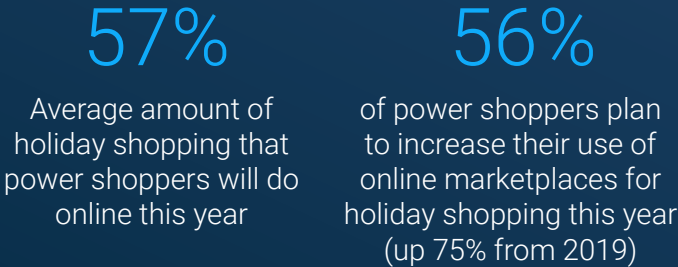 57%
Average amount of
holiday shopping that
power shoppers will do
online this year
56%
of power shoppers plan
to increase their use of
online marketplaces for
holiday shopping this year
(up 75% from 2019)